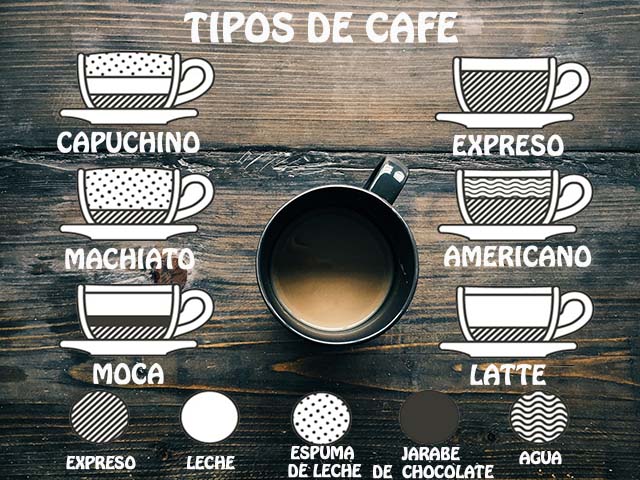 TIPOS DE CAFE
CAPUCHINO
EXPRESO
MACHIATO
AMERICANO
MOCA
LATTE
EXPRESO
LECHE
ESPUMA
DE LECHE
JARABE
DE CHOCOLATE
AGUA